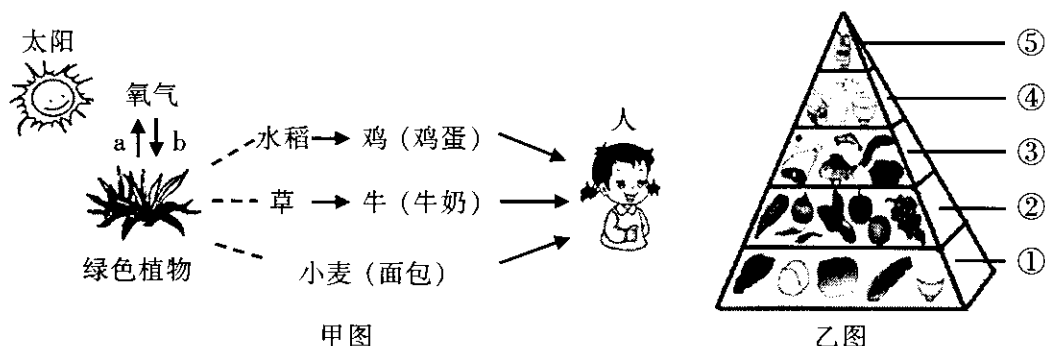 太阳
氧气
a b
绿色植物
水稻 鸡（鸡蛋）
草 牛（牛奶）
小麦（面包）
人
甲图
⑤
④
③
②
①
乙图